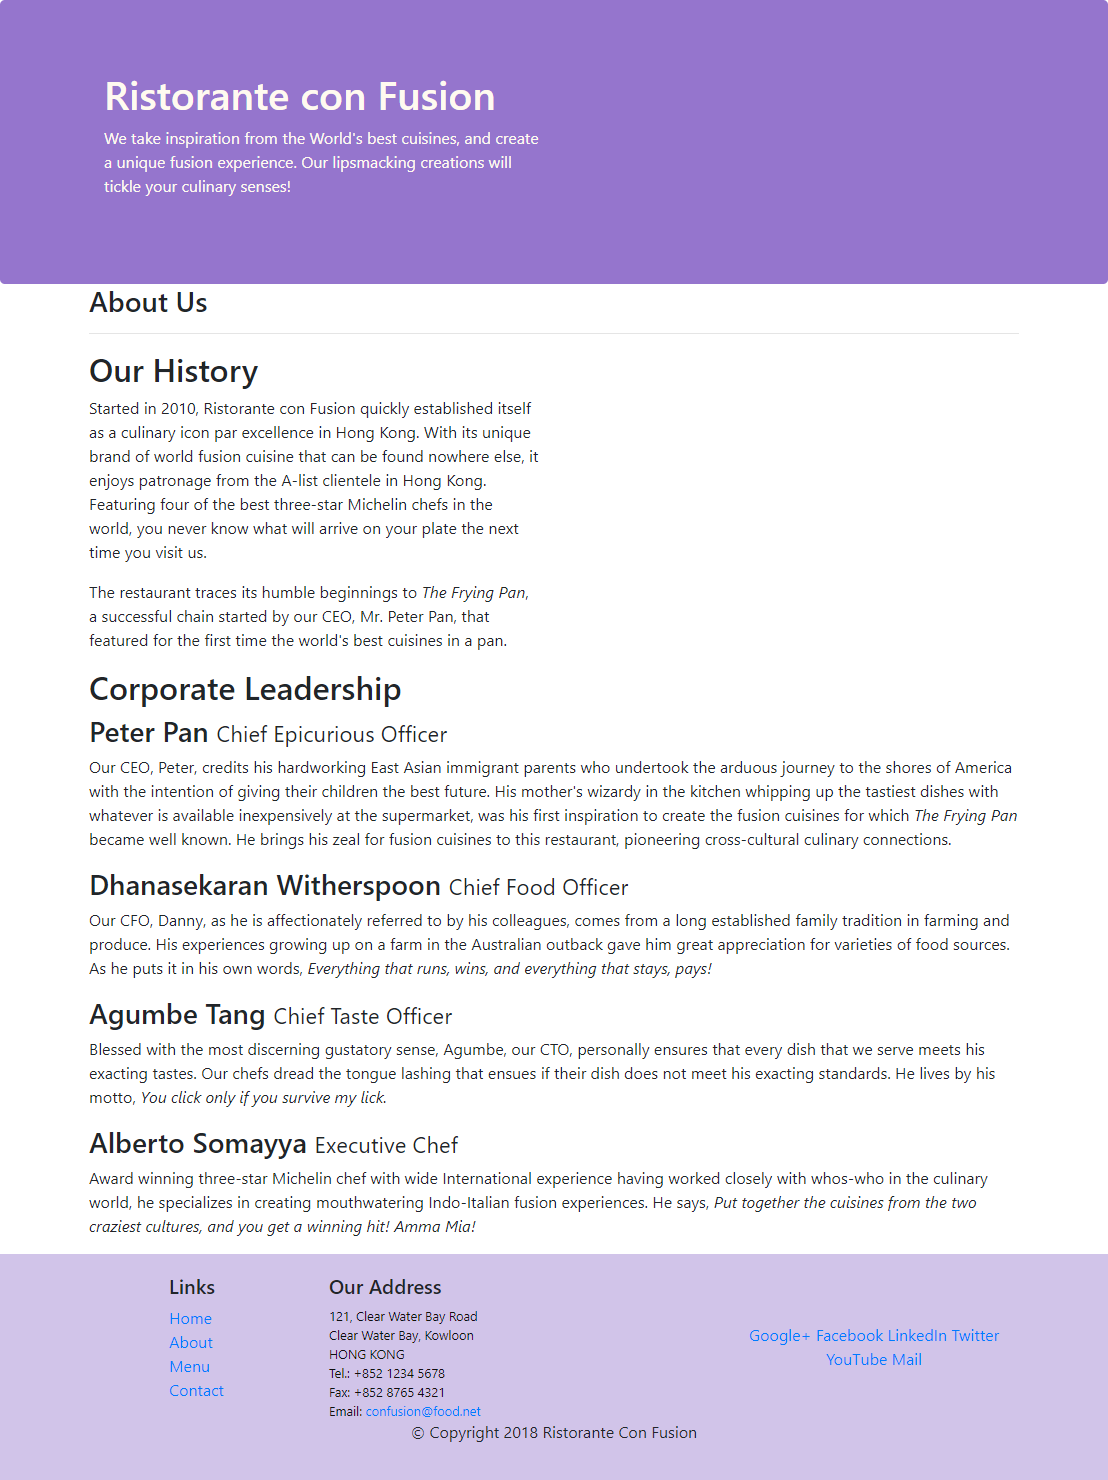 Ristorante con Fusion
We take inspiration from the World's best cuisines, and create
a unique fusion experience. Our lipsmacking creations will
tickle your culinary senses!
About Us
Our History
Started in 2010, Ristorante con Fusion quickly established itself
as a culinary icon par excellence in Hong Kong. With its unique
brand of world fusion cuisine that can be found nowhere else, it
enjoys patronage from the A-list clientele in Hong Kong.
Featuring four of the best three-star Michelin chefs in the
world, you never know what will arrive on your plate the next
time you visit us.
The restaurant traces its humble beginnings to The Frying Pan,
a successful chain started by our CEO, Mr. Peter Pan, that
featured for the first time the world's best cuisines in a pan.
Corporate Leadership
Peter Pan Chief Epicurious Officer
Our CEO, Peter, credits his hardworking East Asian immigrant parents who undertook the arduous journey to the shores of America
with the intention of giving their children the best future. His mother's wizardy in the kitchen whipping up the tastiest dishes with
whatever is available inexpensively at the supermarket, was his first inspiration to create the fusion cuisines for which The Frying Pan
became well known. He brings his zeal for fusion cuisines to this restaurant, pioneering cross-cultural culinary connections.
Dhanasekaran Witherspoon Chief Food Officer
Our CFO, Danny, as he is affectionately referred to by his colleagues, comes from a long established family tradition in farming and
produce. His experiences growing up on a farm in the Australian outback gave him great appreciation for varieties of food sources.
As he puts it in his own words, Everything that runs, wins, and everything that stays, pays!
Agumbe Tang Chief Taste Officer
Blessed with the most discerning gustatory sense, Agumbe, our CTO, personally ensures that every dish that we serve meets his
exacting tastes. Our chefs dread the tongue lashing that ensues if their dish does not meet his exacting standards. He lives by his
motto, You click only if you survive my lick.
Alberto Somayya Executive Chef
Award winning three-star Michelin chef with wide International experience having worked closely with whos-who in the culinary
world, he specializes in creating mouthwatering Indo-Italian fusion experiences. He says, Put together the cuisines from the two
craziest cultures, and you get a winning hit! Amma Mia!
Links
Home
About
Menu
Contact
Our Address
121, Clear Water Bay Road
Clear Water Bay, Kowloon
HONG KONG
Tel.: +852 1234 5678
Fax: +852 8765 4321
Email: confusion@food.net
Google+ Facebook LinkedIn Twitter
YouTube Mail
© Copyright 2018 Ristorante Con Fusion